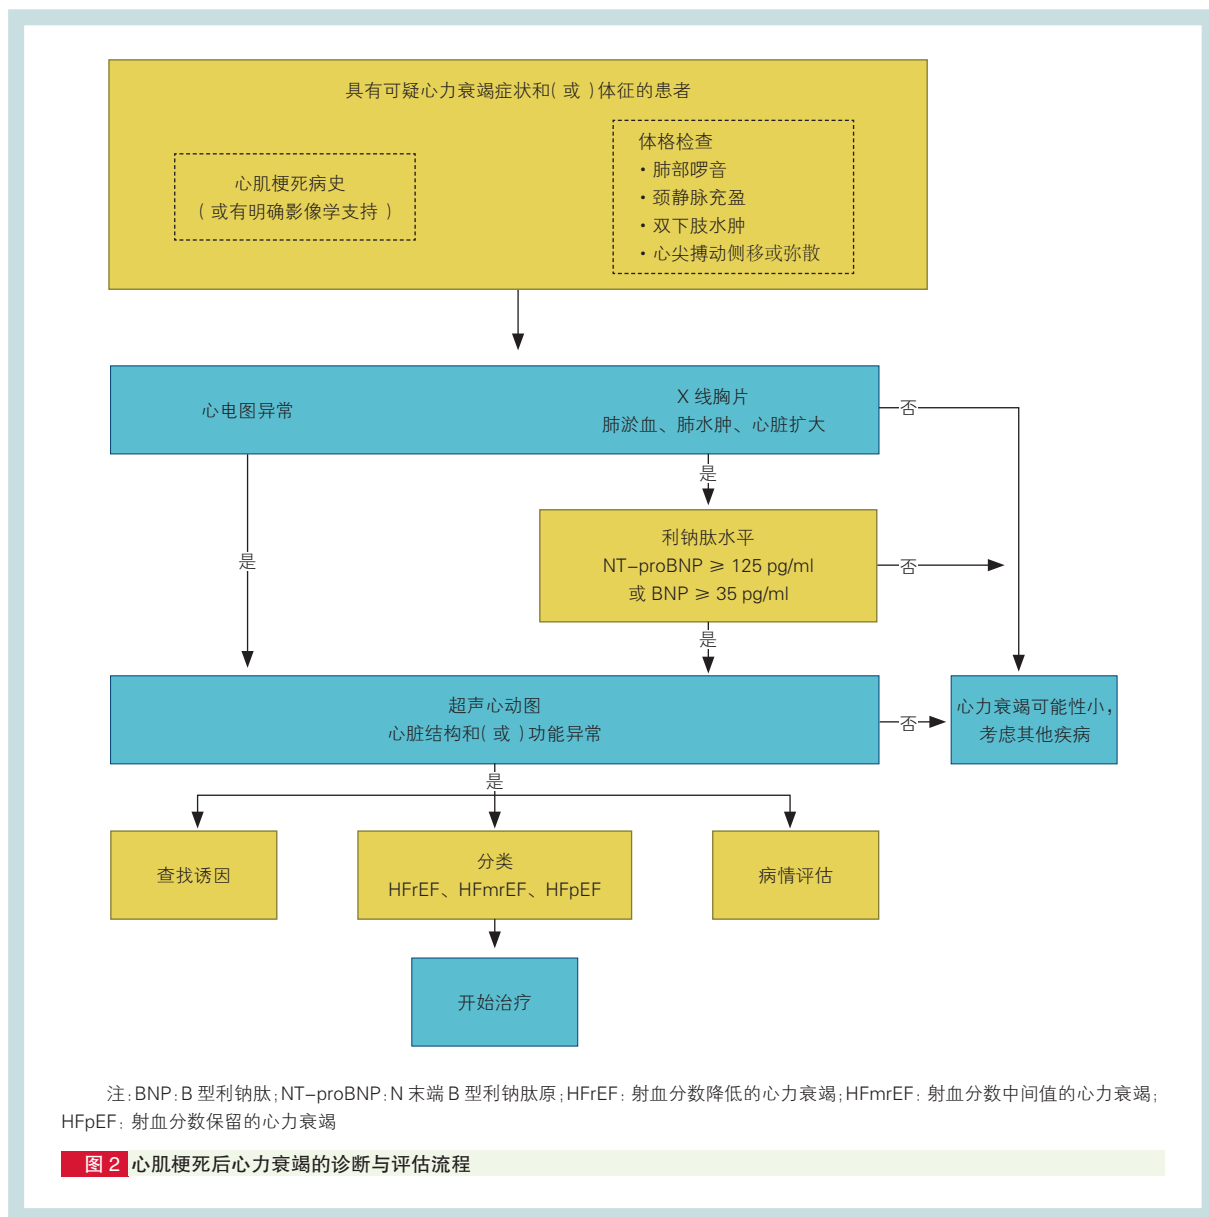 具有可疑心力衰竭症状和(或)体征的患者
心肌梗死病史
(或有明确影像学支持)
体格检查
·肺部啰音
·颈静脉充盈
·双下肢水肿
·心尖搏动侧移或弥散
心电图异常
X 线胸片
肺淤血、肺水肿、心脏扩大
否
是
是
利钠肽水平
NT-proBNP ≥ 125 pg/ml
或 BNP ≥ 35 pg/ml
否
是
超声心动图
心脏结构和(或)功能异常
否
心力衰竭可能性小,
考虑其他疾病
是
查找诱因
分类
HFrEF、HFmrEF、HFpEF
病情评估
开始治疗
注:BNP:B 型利钠肽;NT-proBNP:N 末端 B 型利钠肽原;HFrEF:射血分数降低的心力衰竭;HFmrEF:射血分数中间值的心力衰竭;
HFpEF:射血分数保留的心力衰竭
图 2 心肌梗死后心力衰竭的诊断与评估流程